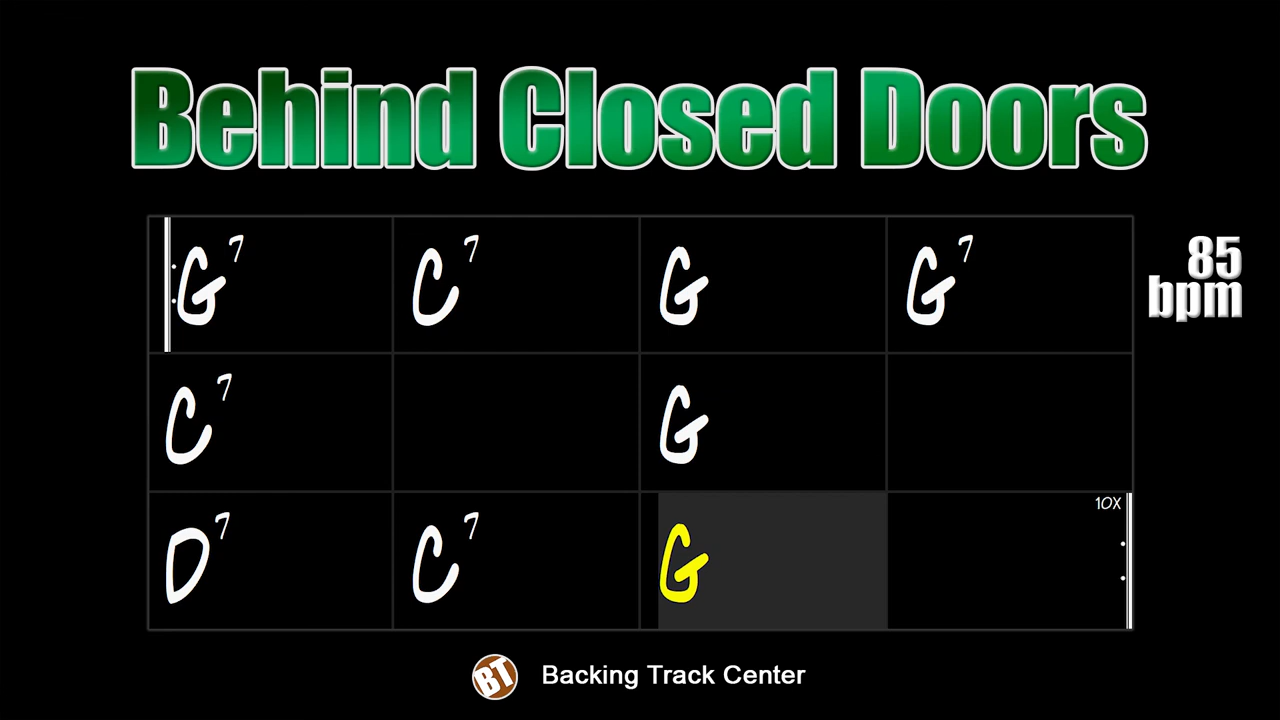 Behind Closed Doors
G7 C7 G G7
85
bpm
C7 G
10X
D7 C7 G
BT Backing Track Center